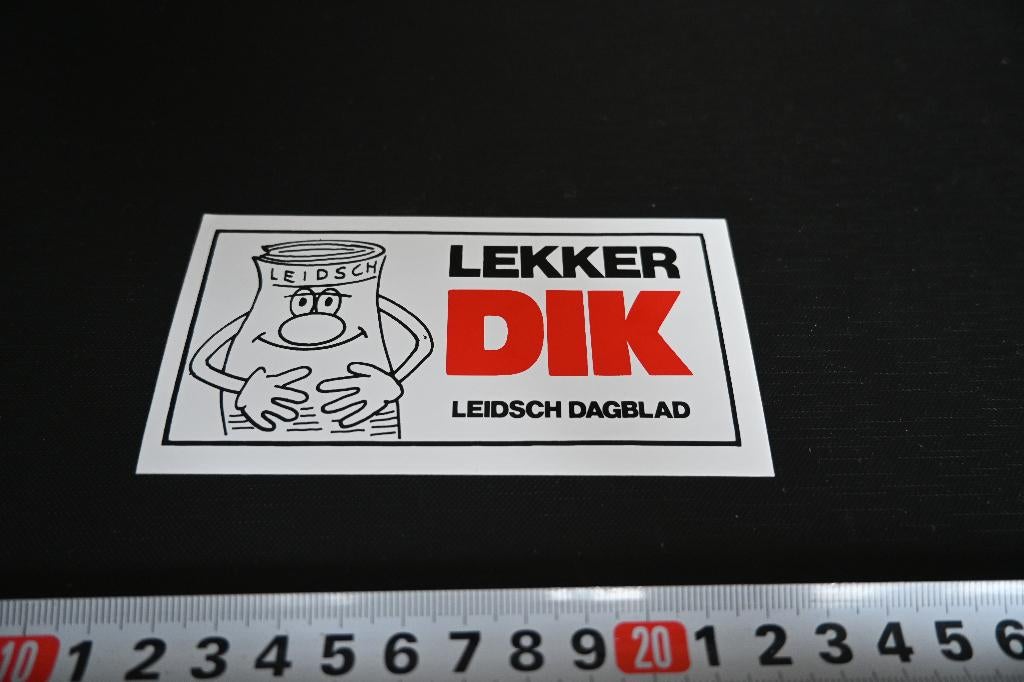 LEIDSCH
LEKKER
DIK
LEIDSCH DAGBLAD
10 1 2 3 4 5 6 7 8 9 20 1 2 3 4 5 6